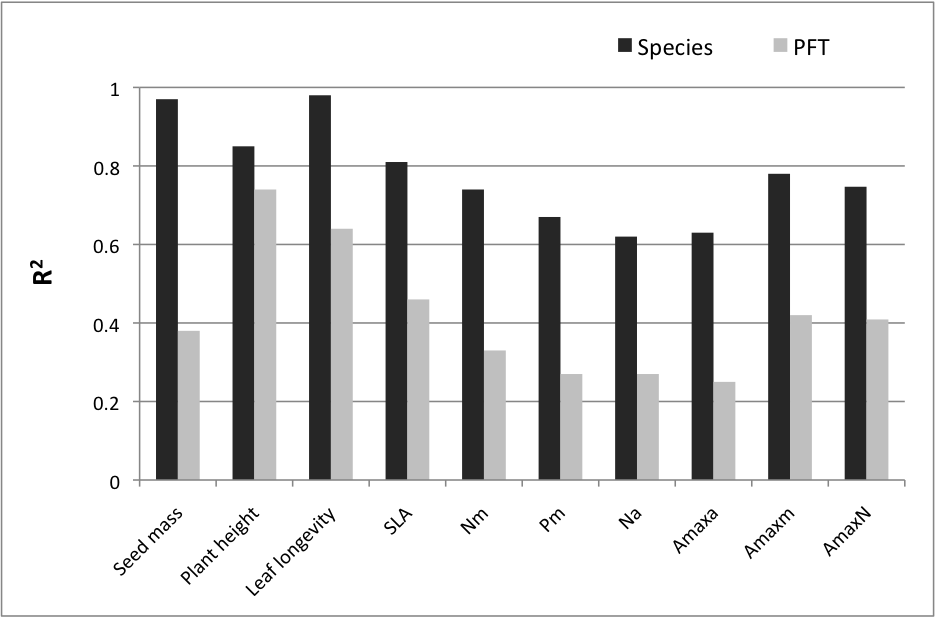 Species PFT
1
0.8
0.6
0.4
0.2
0
R²
Seed mass
Plant height
Leaf longevity
SLA
Nm
Pm
Na
Amaxa
Amaxm
AmaxN